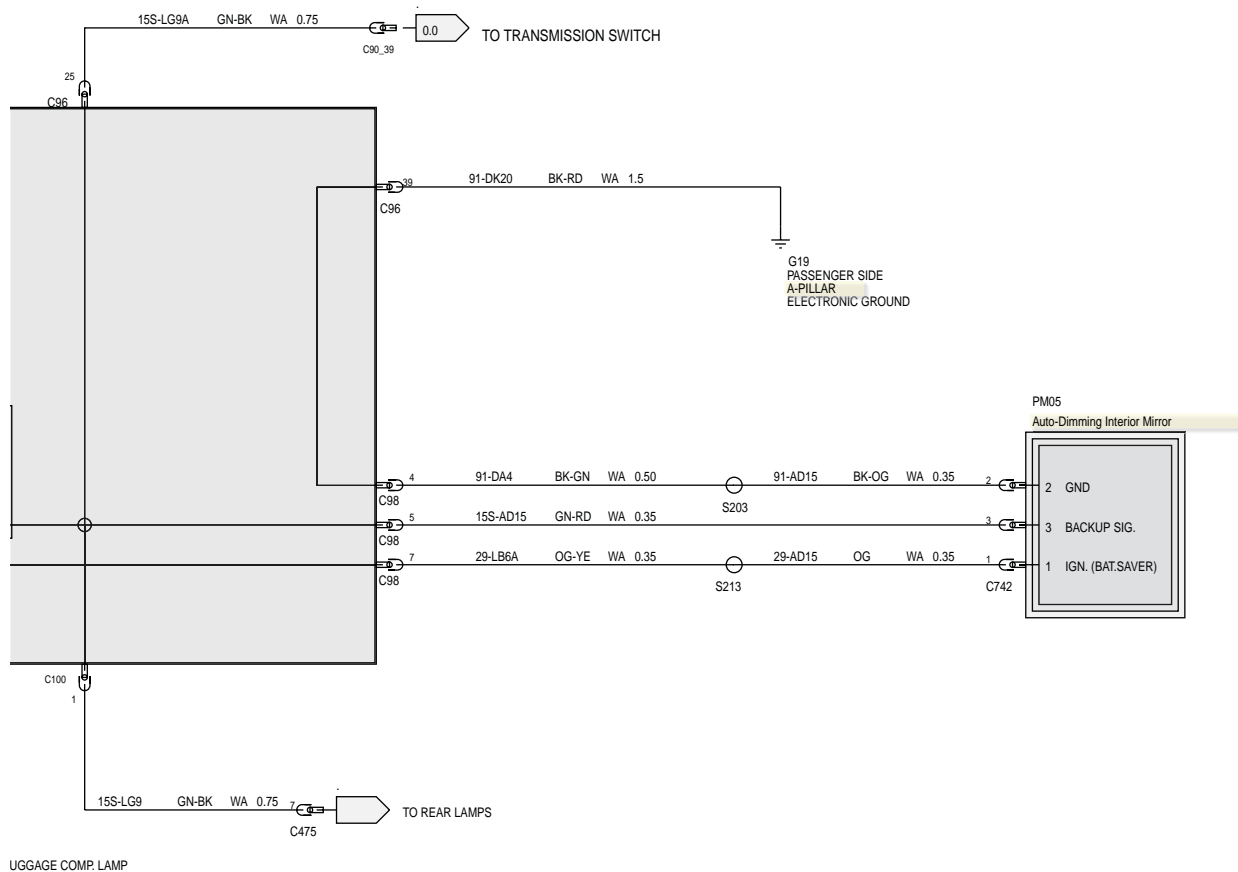 15S-LG9A GN-BK WA 0.75
C90_39
0.0
TO TRANSMISSION SWITCH
25
C96
39
C96
91-DK20 BK-RD WA 1.5
G19
PASSENGER SIDE
A-PILLAR
ELECTRONIC GROUND
PM05
Auto-Dimming Interior Mirror
4 91-DA4 BK-GN WA 0.50 91-AD15 BK-OG WA 0.35 2
2 GND
C98
S203
5 15S-AD15 GN-RD WA 0.35 3
3 BACKUP SIG.
C98
7 29-LB6A OG-YE WA 0.35 29-AD15 OG WA 0.35 1
1 IGN. (BAT.SAVER)
C98
S213
C742
C100
1
15S-LG9 GN-BK WA 0.75 7
C475
TO REAR LAMPS
UGGAGE COMP. LAMP